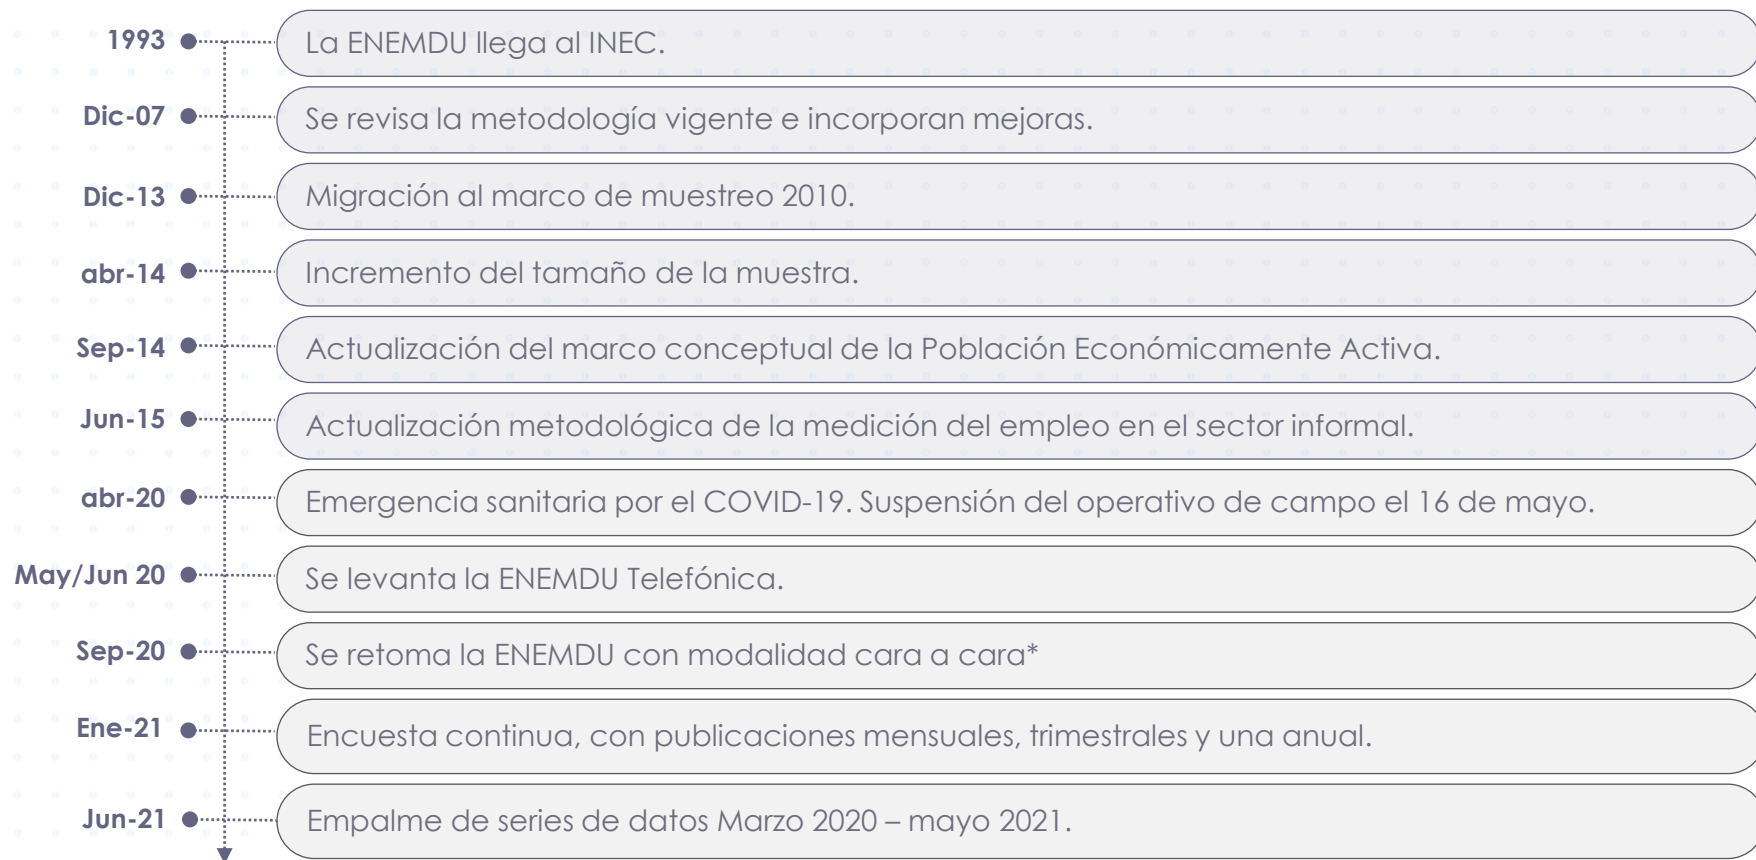 1993 La ENEMDU llega al INEC.
Dic-07 Se revisa la metodología vigente e incorporan mejoras.
Dic-13 Migración al marco de muestreo 2010.
abr-14 Incremento del tamaño de la muestra.
Sep-14 Actualización del marco conceptual de la Población Económicamente Activa.
Jun-15 Actualización metodológica de la medición del empleo en el sector informal.
abr-20 Emergencia sanitaria por el COVID-19. Suspensión del operativo de campo el 16 de mayo.
May/Jun 20 Se levanta la ENEMDU Telefónica.
Sep-20 Se retoma la ENEMDU con modalidad cara a cara*
Ene-21 Encuesta continua, con publicaciones mensuales, trimestrales y una anual.
Jun-21 Empalme de series de datos Marzo 2020 – mayo 2021.